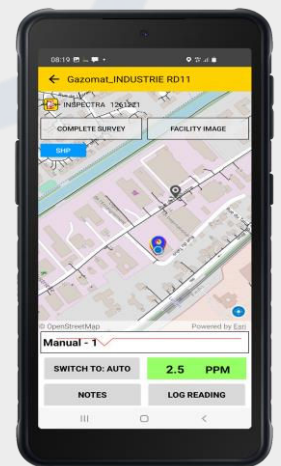 08:19
Gazomat_INDUSTRIE RD11
INSPECTRA 1261221
COMPLETE SURVEY
FACILITY IMAGE
SHP
© OpenStreetMap
Powered by Esri
Manual - 1
SWITCH TO: AUTO
2.5 PPM
NOTES
LOG READING